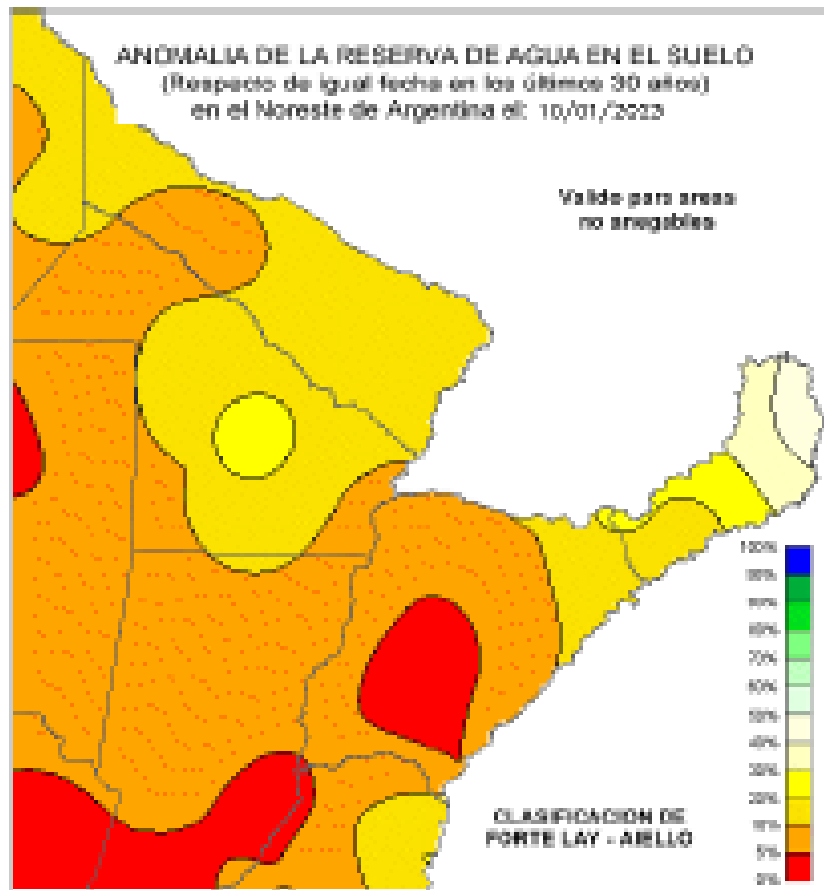 ANOMALIA DE LA RESERVA DE AGUA EN EL SUELO
(Respecto de igual fecha en los últimos 30 años)
en el Noreste de Argentina el: 10/01/2023
Valido para areas
no anegables
100%
90%
80%
80%
70%
60%
50%
40%
30%
20%
10%
5%
0%
CLASIFICACION DE
FORTE LAY - AIELLO